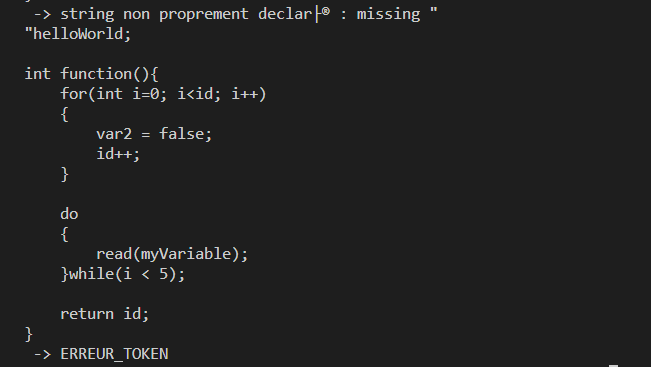 -> string non proprement declar├® : missing "
"helloWorld;
int function(){
for(int i=0; i<id; i++)
{
var2 = false;
id++;
}
do
{
read(myVariable);
}while(i < 5);
return id;
}
-> ERREUR_TOKEN